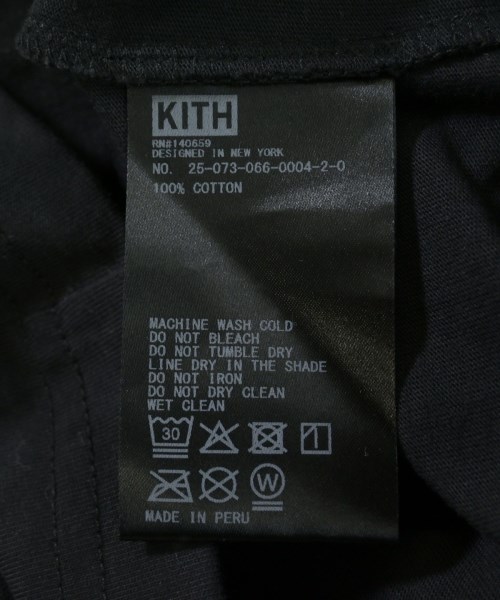 KITH
RN#140659
DESIGNED IN NEW YORK
NO. 25-073-066-0004-2-0
100% COTTON
MACHINE WASH COLD
DO NOT BLEACH
DO NOT TUMBLE DRY
LINE DRY IN THE SHADE
DO NOT IRON
DO NOT DRY CLEAN
WET CLEAN
30
W
MADE IN PERU